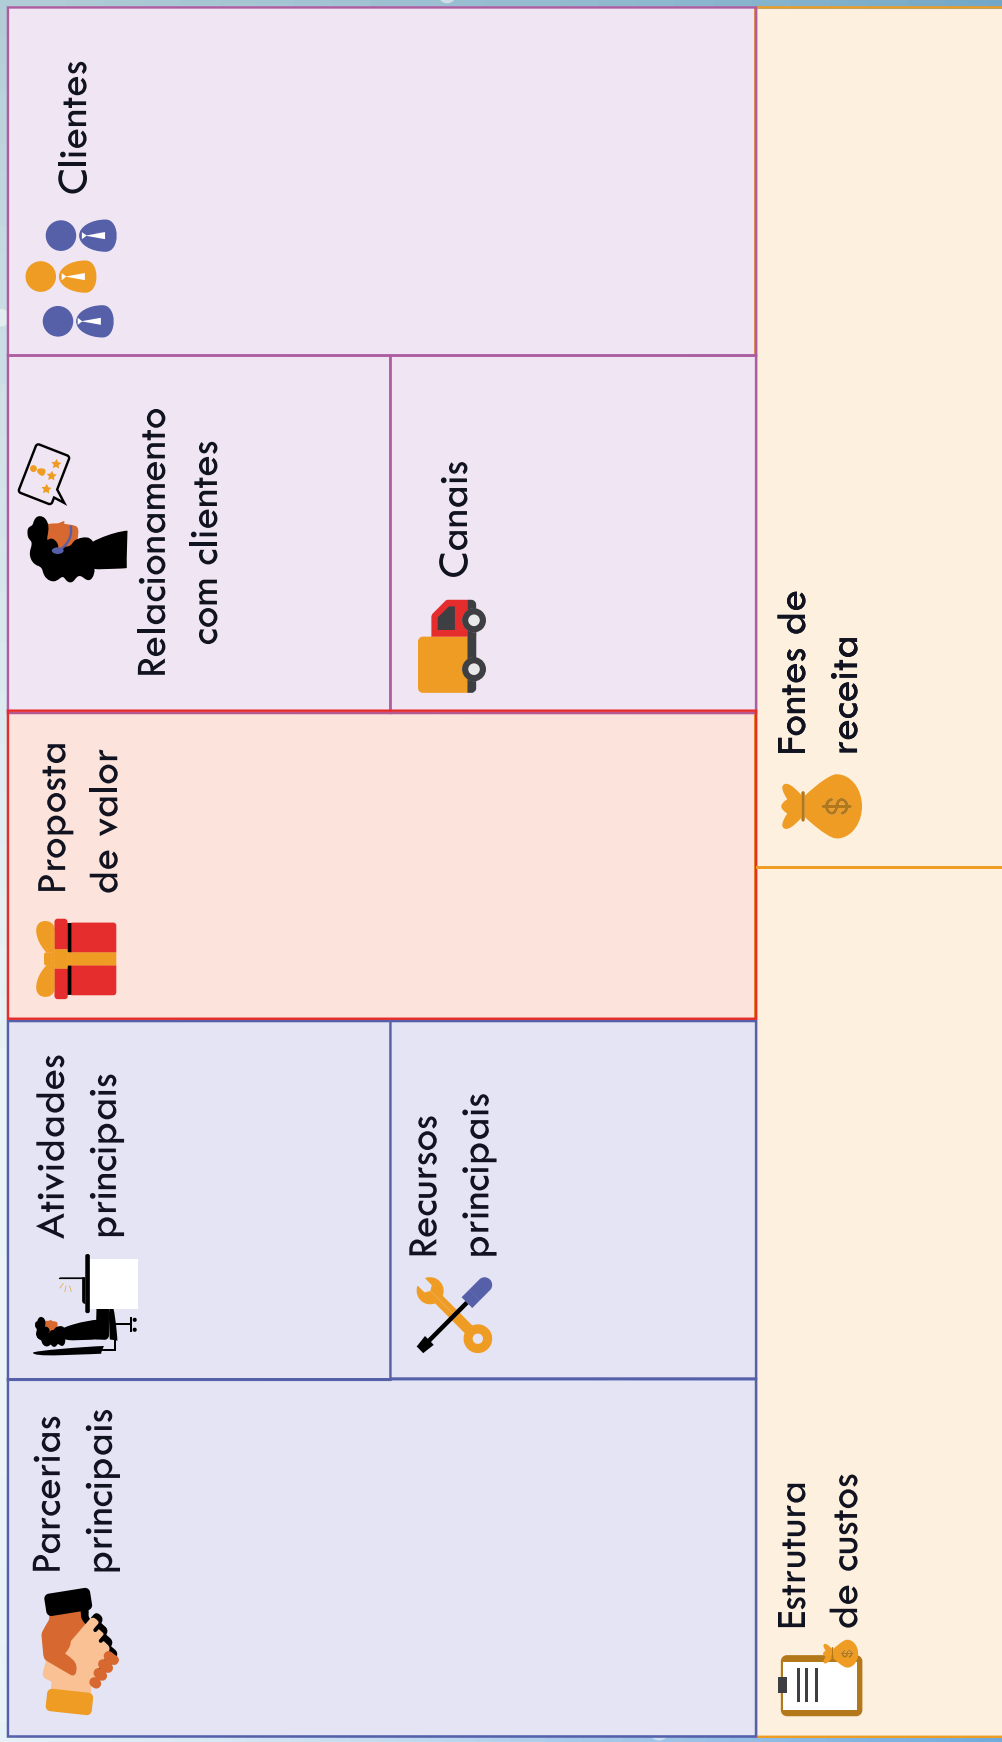 Parcerias
principais
Atividades
principais
Recursos
principais
Proposta
de valor
Relacionamento
com clientes
Canais
Clientes
Estrutura
de custos
Fontes de
receita